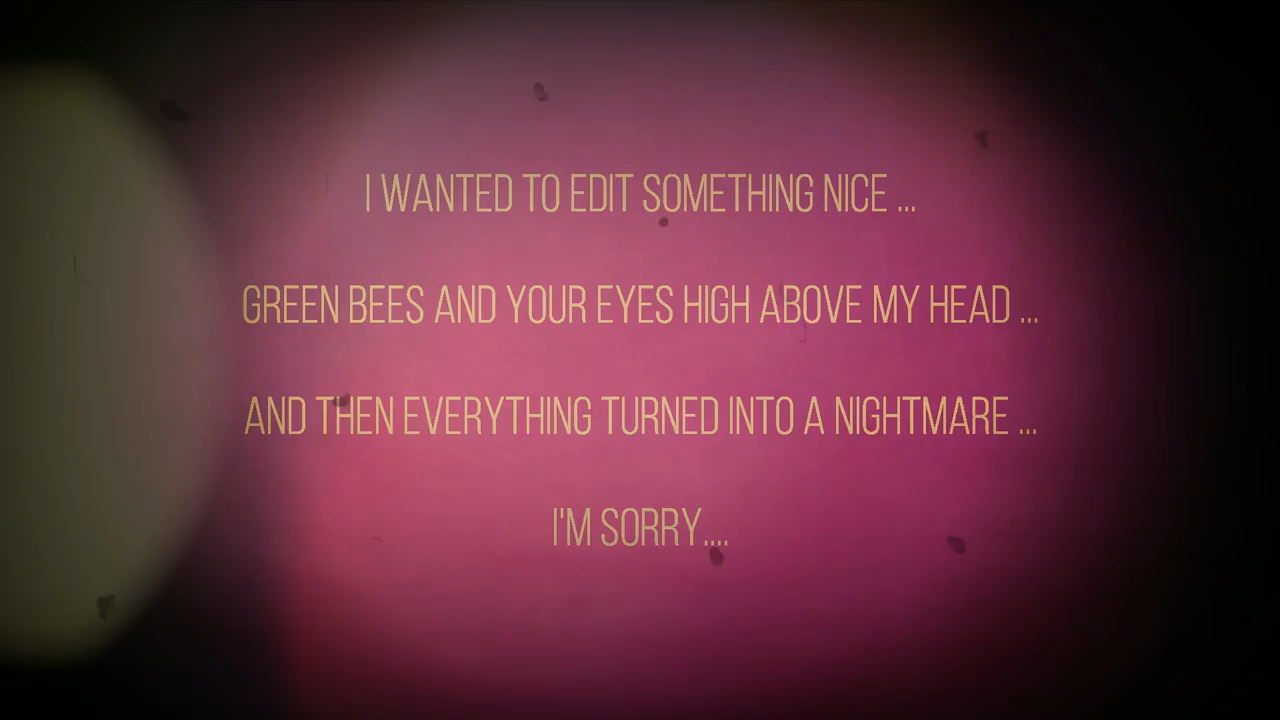 I WANTED TO EDIT SOMETHING NICE ...
GREEN BEES AND YOUR EYES HIGH ABOVE MY HEAD ...
AND THEN EVERYTHING TURNED INTO A NIGHTMARE ...
I'M SORRY....